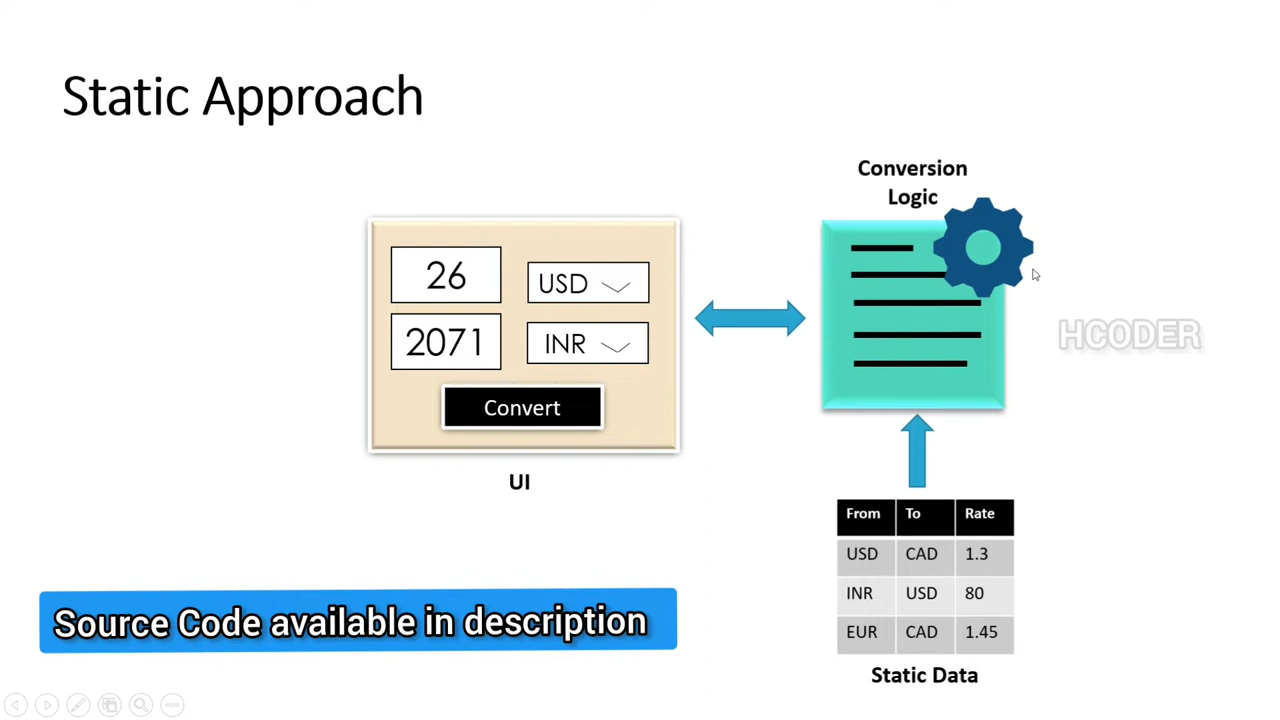 Static Approach
Conversion
Logic
26
USD
2071
INR
Convert
UI
HCODER
From To Rate
USD CAD 1.3
INR USD 80
EUR CAD 1.45
Static Data
Source Code available in description